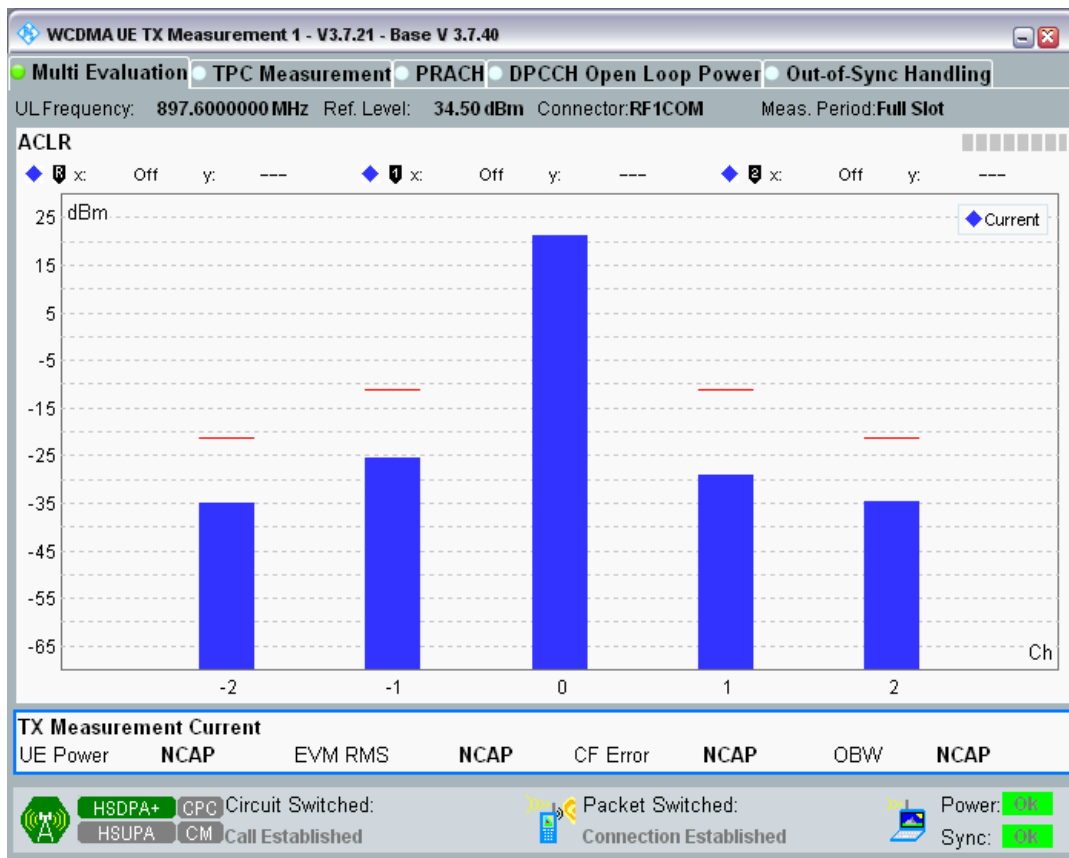 WCDMA UE TX Measurement 1 - V3.7.21 - Base V 3.7.40
Multi Evaluation TPC Measurement PRACH DPCCH Open Loop Power Out-of-Sync Handling
UL Frequency: 897.6000000 MHz Ref. Level: 34.50 dBm Connector: RF1COM Meas. Period: Full Slot
ACLR
R x: Off y: --- 1 x: Off y: --- 2 x: Off y: ---
dBm
Current
25
15
5
-5
-15
-25
-35
-45
-55
-65
Ch
-2 -1 0 1 2
TX Measurement Current
UE Power NCAP EVM RMS NCAP CF Error NCAP OBW NCAP
HSDPA+ CPC Circuit Switched: Packet Switched: Power: Ok
HSUPA CM Call Established Connection Established Sync: Ok